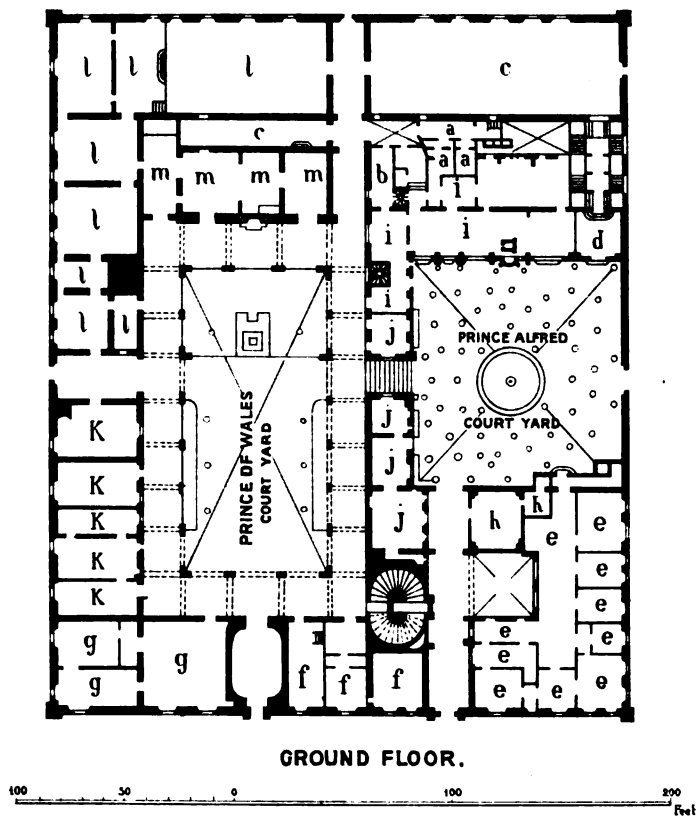 l l l c
c a
l m m m m b a a i
l i i d
l i
l l j
PRINCE ALFRED
COURT YARD
PRINCE OF WALES
COURT YARD
K j
K j h
K j h e e
K e
K e
g g f f f e e e
g e e e
GROUND FLOOR.
100 50 0 100 200
Feet